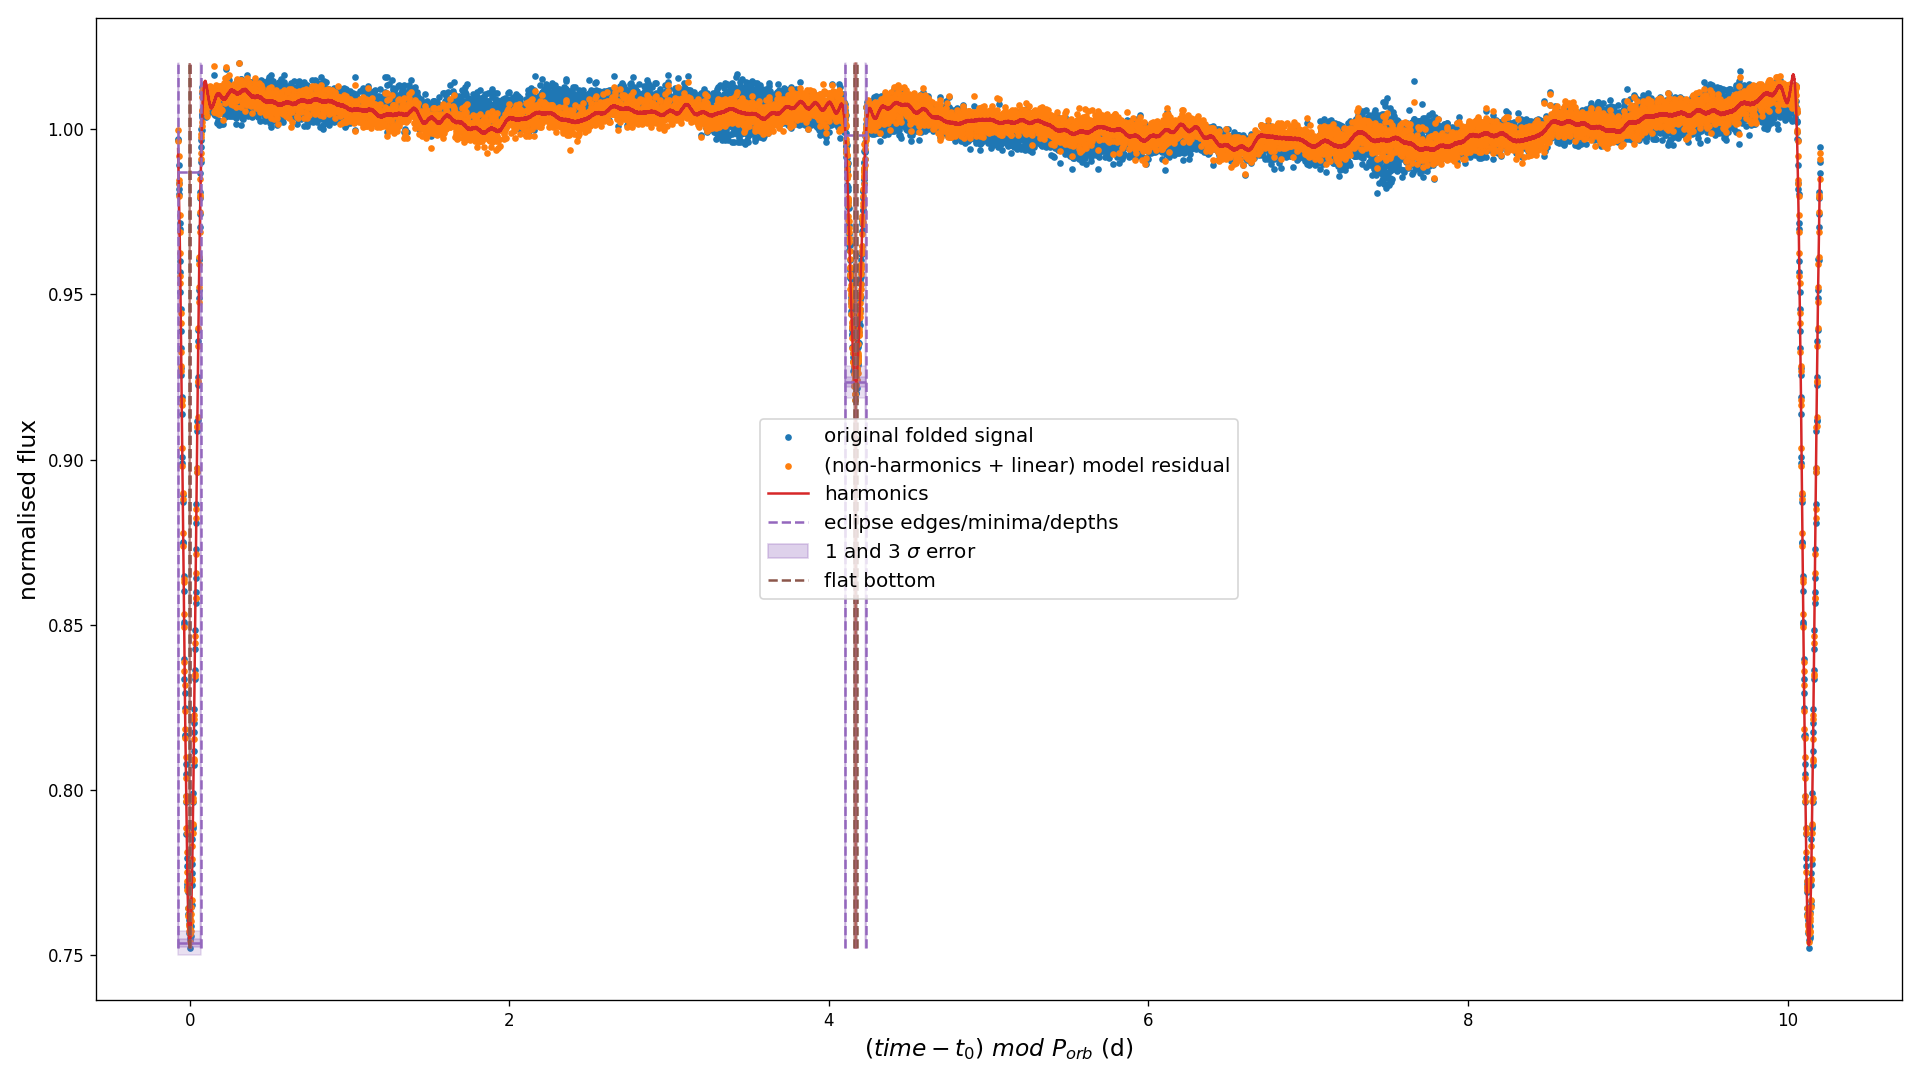 normalised flux
1.00
0.95
0.90
0.85
0.80
0.75
original folded signal
(non-harmonics + linear) model residual
harmonics
eclipse edges/minima/depths
1 and 3 σ error
flat bottom
0 2 4 6 8 10
(time − t₀) mod Pₒᵣb (d)